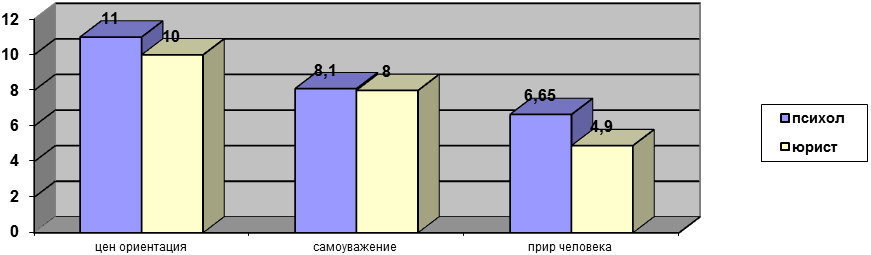 12
10
8
6
4
2
0
11
10
8,1
8
6,65
4,9
цен ориентация
самоуважение
прир человека
психол
юрист